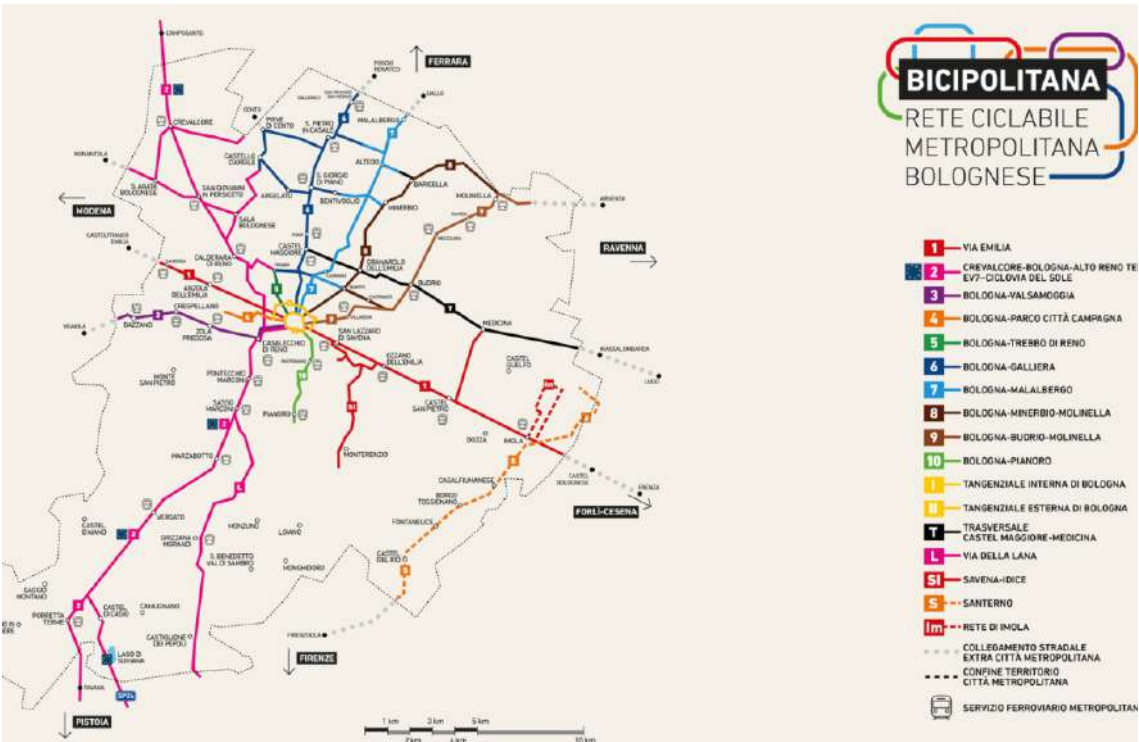 CAMPOSANTO
FERRARA
POGGIO
RENATICO
GALLO
CENTO
PIEVE
DI CENTO
S. PIETRO
IN CASALE
MALALBERGO
CREVALCORE
NONANTOLA
CASTELLO
D'ARGILE
ALTEDO
S. GIORGIO
DI PIANO
BARICELLA
MOLINELLA
S. AGATA
BOLOGNESE
SAN GIOVANNI
IN PERSICETO
ARGELATO
BENTIVOGLIO
MINERBIO
ARGENTA
MODENA
SALA
BOLOGNESE
CASTELFRANCO
EMILIA
CASTEL
MAGGIORE
RAVENNA
CALDERARA
DI RENO
GRANAROLO
DELL'EMILIA
BUDRIO
ANZOLA
DELL'EMILIA
CRESPELLANO
BAZZANO
VIGNOLA
ZOLA
PREDOSA
MEDICINA
CASALECCHIO
DI RENO
SAN LAZZARO
DI SAVENA
MASSALOMBARDA
LUGO
OZZANO
DELL'EMILIA
CASTEL
GUELFO
MONTE
SAN PIETRO
PONTECCHIO
MARCONI
PIANORO
CASTEL
SAN PIETRO
SASSO
MARCONI
MONTERENZIO
DOZZA
IMOLA
MARZABOTTO
CASTEL
BOLOGNESE
FAENZA
CASALFIUMANESE
BORGO
TOSSIGNANO
FORLÌ-CESENA
VERGATO
CASTEL
D'AIANO
MONZUNO
LOIANO
FONTANELICE
GRIZZANA
MORANDI
S. BENEDETTO
VAL DI SAMBRO
MONGHIDORO
CASTEL
DEL RIO
GAGGIO
MONTANO
PORRETTA
TERME
CASTEL
DI CASIO
CAMUGNANO
CASTIGLIONE
DEI POPOLI
FIRENZUOLA
LAGO DI
SUVIANA
FIRENZE
PAVANA
PISTOIA
1 km 3 km 5 km
2 km 4 km 10 km
BICIPOLITANA
RETE CICLABILE
METROPOLITANA
BOLOGNESE
1 VIA EMILIA
2 CREVALCORE-BOLOGNA-ALTO RENO TE
EV7-CICLOVIA DEL SOLE
3 BOLOGNA-VALSAMOGGIA
4 BOLOGNA-PARCO CITTÀ CAMPAGNA
5 BOLOGNA-TREBBO DI RENO
6 BOLOGNA-GALLIERA
7 BOLOGNA-MALALBERGO
8 BOLOGNA-MINERBIO-MOLINELLA
9 BOLOGNA-BUDRIO-MOLINELLA
10 BOLOGNA-PIANORO
I TANGENZIALE INTERNA DI BOLOGNA
II TANGENZIALE ESTERNA DI BOLOGNA
T TRASVERSALE
CASTEL MAGGIORE-MEDICINA
L VIA DELLA LANA
SI SAVENA-IDICE
S SANTERNO
Im RETE DI IMOLA
COLLEGAMENTO STRADALE
EXTRA CITTÀ METROPOLITANA
CONFINE TERRITORIO
CITTÀ METROPOLITANA
SERVIZIO FERROVIARIO METROPOLITAN